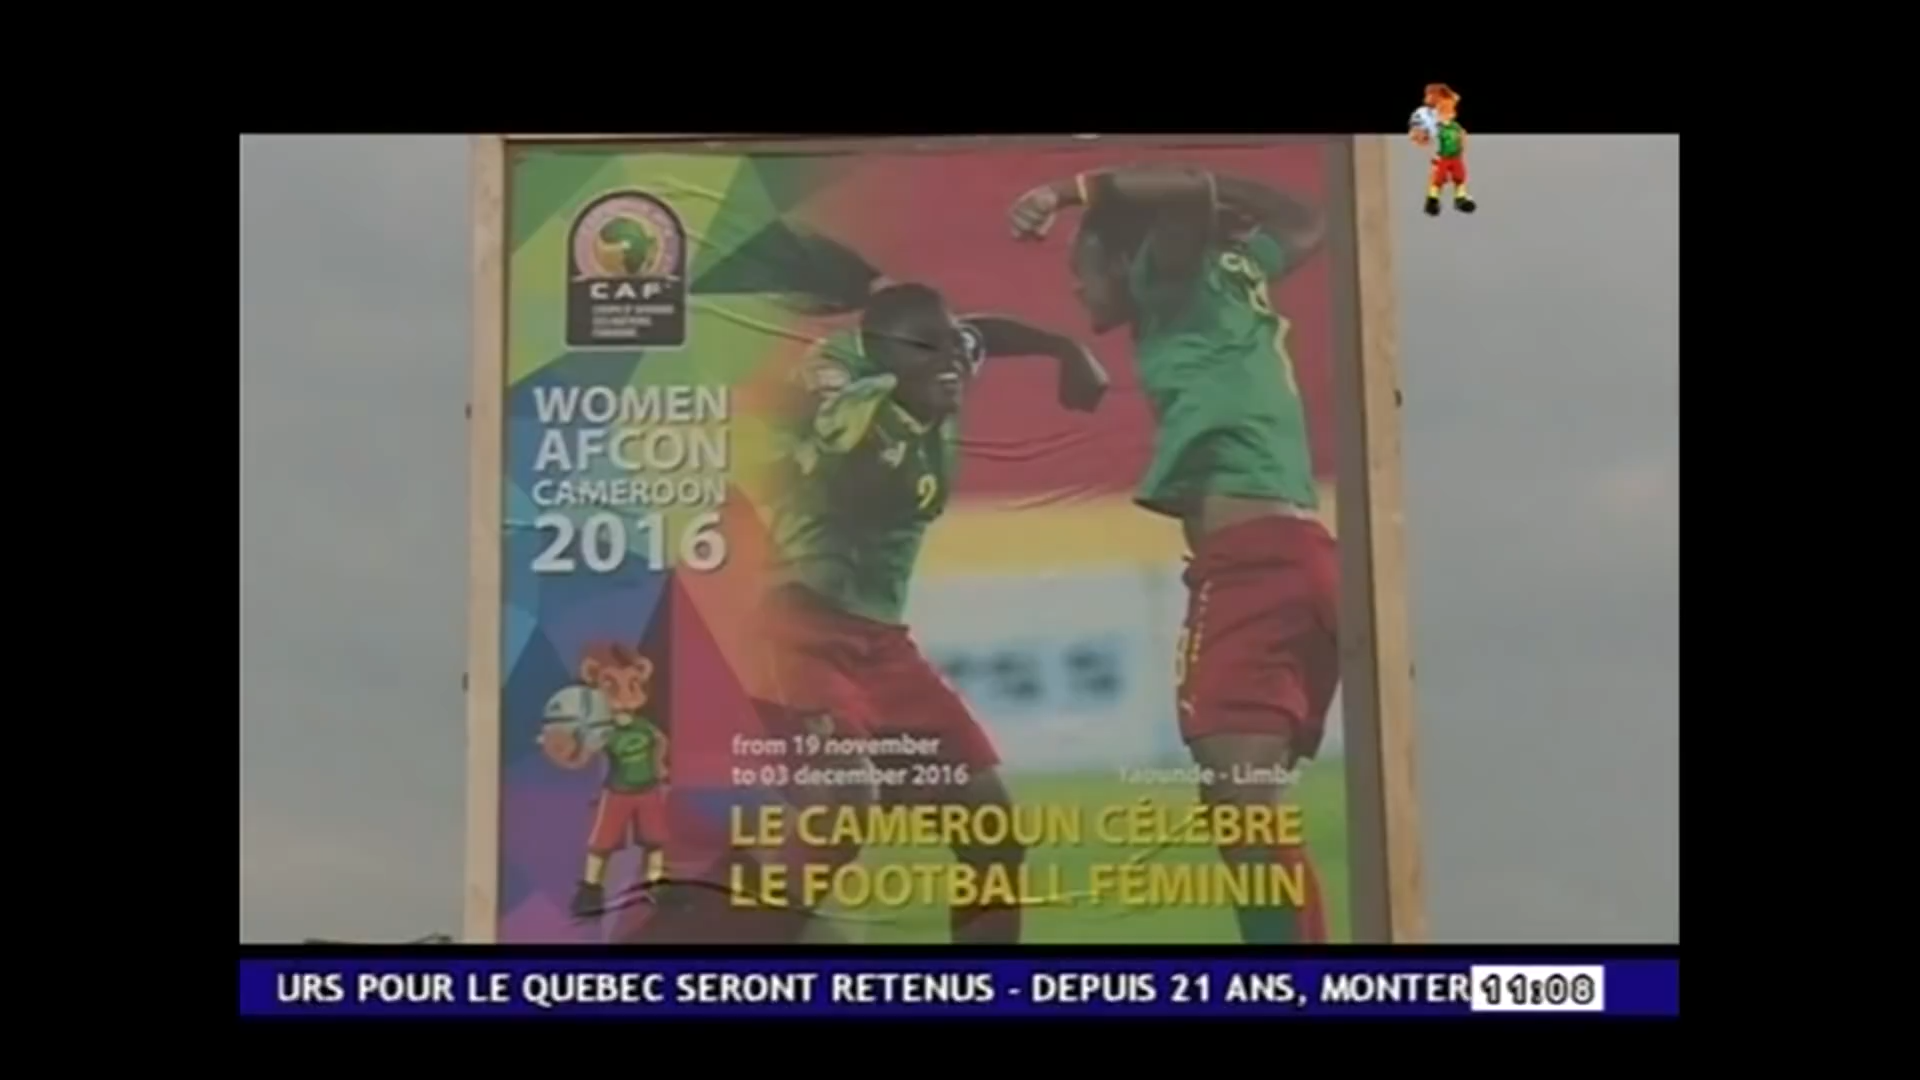 CAF
WOMEN
AFCON
CAMEROON
2016
9
from 19 november
to 03 december 2016
Yaounde - Limbe
LE CAMEROUN CÉLÈBRE
LE FOOTBALL FÉMININ
URS POUR LE QUEBEC SERONT RETENUS - DEPUIS 21 ANS, MONTER
11:08